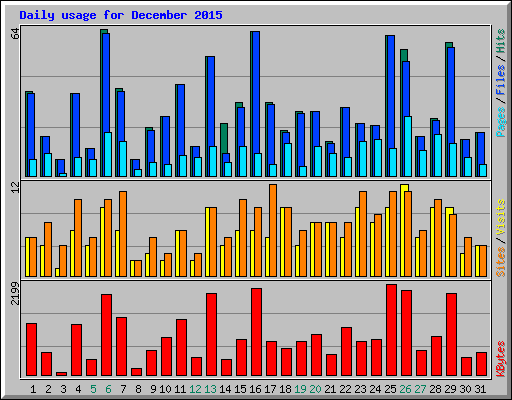 Daily usage for December 2015
64
Pages / Files / Hits
12
Sites / Visits
2199
KBytes
1 2 3 4 5 6 7 8 9 10 11 12 13 14 15 16 17 18 19 20 21 22 23 24 25 26 27 28 29 30 31